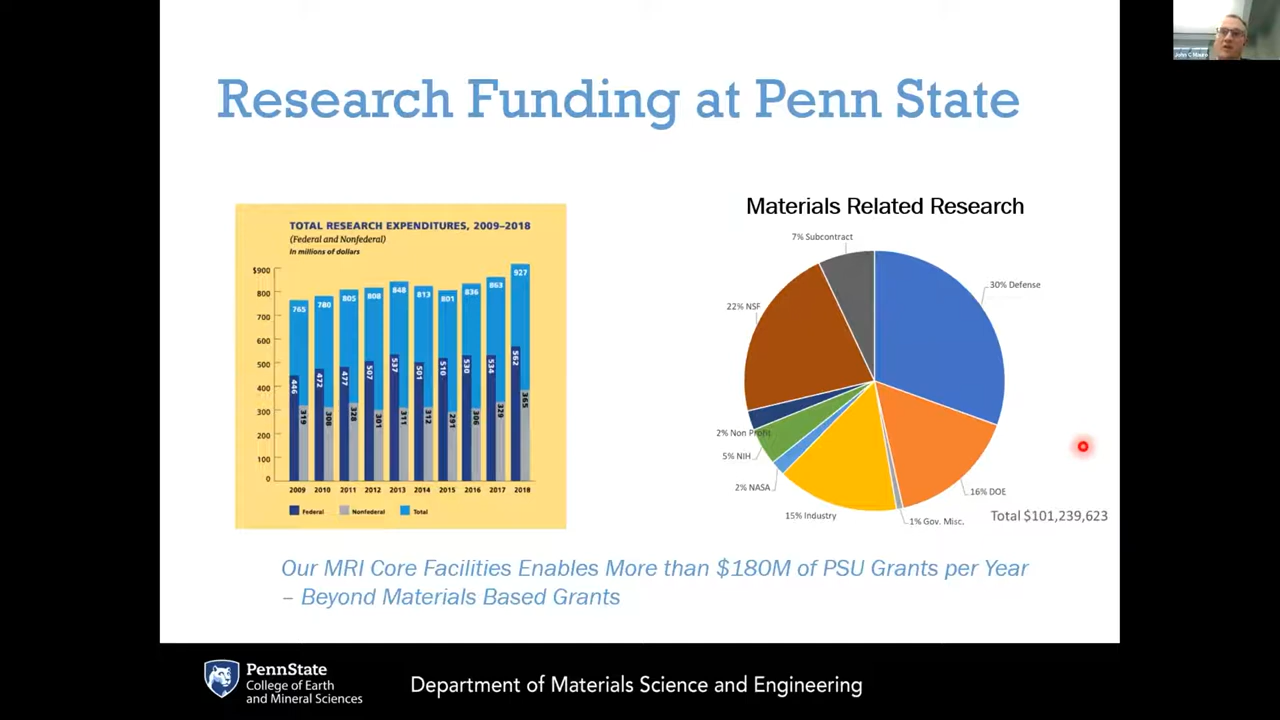 John C Mauro
Research Funding at Penn State
TOTAL RESEARCH EXPENDITURES, 2009–2018
(Federal and Nonfederal)
In millions of dollars
$900
800
700
600
500
400
300
200
100
0
765
780
805
808
848
813
801
836
863
927
446
472
477
507
537
501
510
530
534
562
319
308
328
301
311
312
291
306
329
365
2009 2010 2011 2012 2013 2014 2015 2016 2017 2018
Federal Nonfederal Total
Materials Related Research
7% Subcontract
30% Defense
22% NSF
2% Non Profit
5% NIH
2% NASA
15% Industry
1% Gov. Misc.
16% DOE
Total $101,239,623
Our MRI Core Facilities Enables More than $180M of PSU Grants per Year
– Beyond Materials Based Grants
PennState
College of Earth
and Mineral Sciences
Department of Materials Science and Engineering